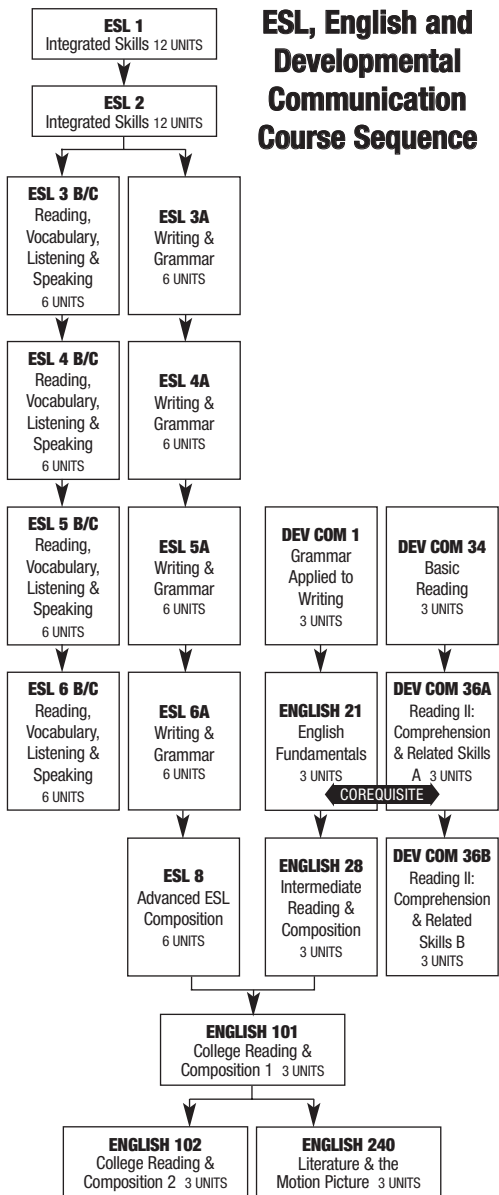 ESL, English and
Developmental
Communication
Course Sequence
ESL 1
Integrated Skills 12 UNITS
ESL 2
Integrated Skills 12 UNITS
ESL 3 B/C
Reading,
Vocabulary,
Listening &
Speaking
6 UNITS
ESL 3A
Writing &
Grammar
6 UNITS
ESL 4 B/C
Reading,
Vocabulary,
Listening &
Speaking
6 UNITS
ESL 4A
Writing &
Grammar
6 UNITS
ESL 5 B/C
Reading,
Vocabulary,
Listening &
Speaking
6 UNITS
ESL 5A
Writing &
Grammar
6 UNITS
DEV COM 1
Grammar
Applied to
Writing
3 UNITS
DEV COM 34
Basic
Reading
3 UNITS
ESL 6 B/C
Reading,
Vocabulary,
Listening &
Speaking
6 UNITS
ESL 6A
Writing &
Grammar
6 UNITS
ENGLISH 21
English
Fundamentals
3 UNITS
DEV COM 36A
Reading II:
Comprehension
& Related Skills
A 3 UNITS
COREQUISITE
ESL 8
Advanced ESL
Composition
6 UNITS
ENGLISH 28
Intermediate
Reading &
Composition
3 UNITS
DEV COM 36B
Reading II:
Comprehension
& Related
Skills B
3 UNITS
ENGLISH 101
College Reading &
Composition 1 3 UNITS
ENGLISH 102
College Reading &
Composition 2 3 UNITS
ENGLISH 240
Literature & the
Motion Picture 3 UNITS